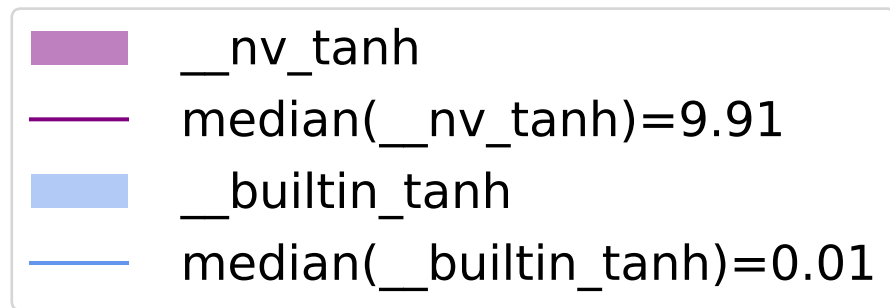 __nv_tanh
median(__nv_tanh)=9.91
__builtin_tanh
median(__builtin_tanh)=0.01